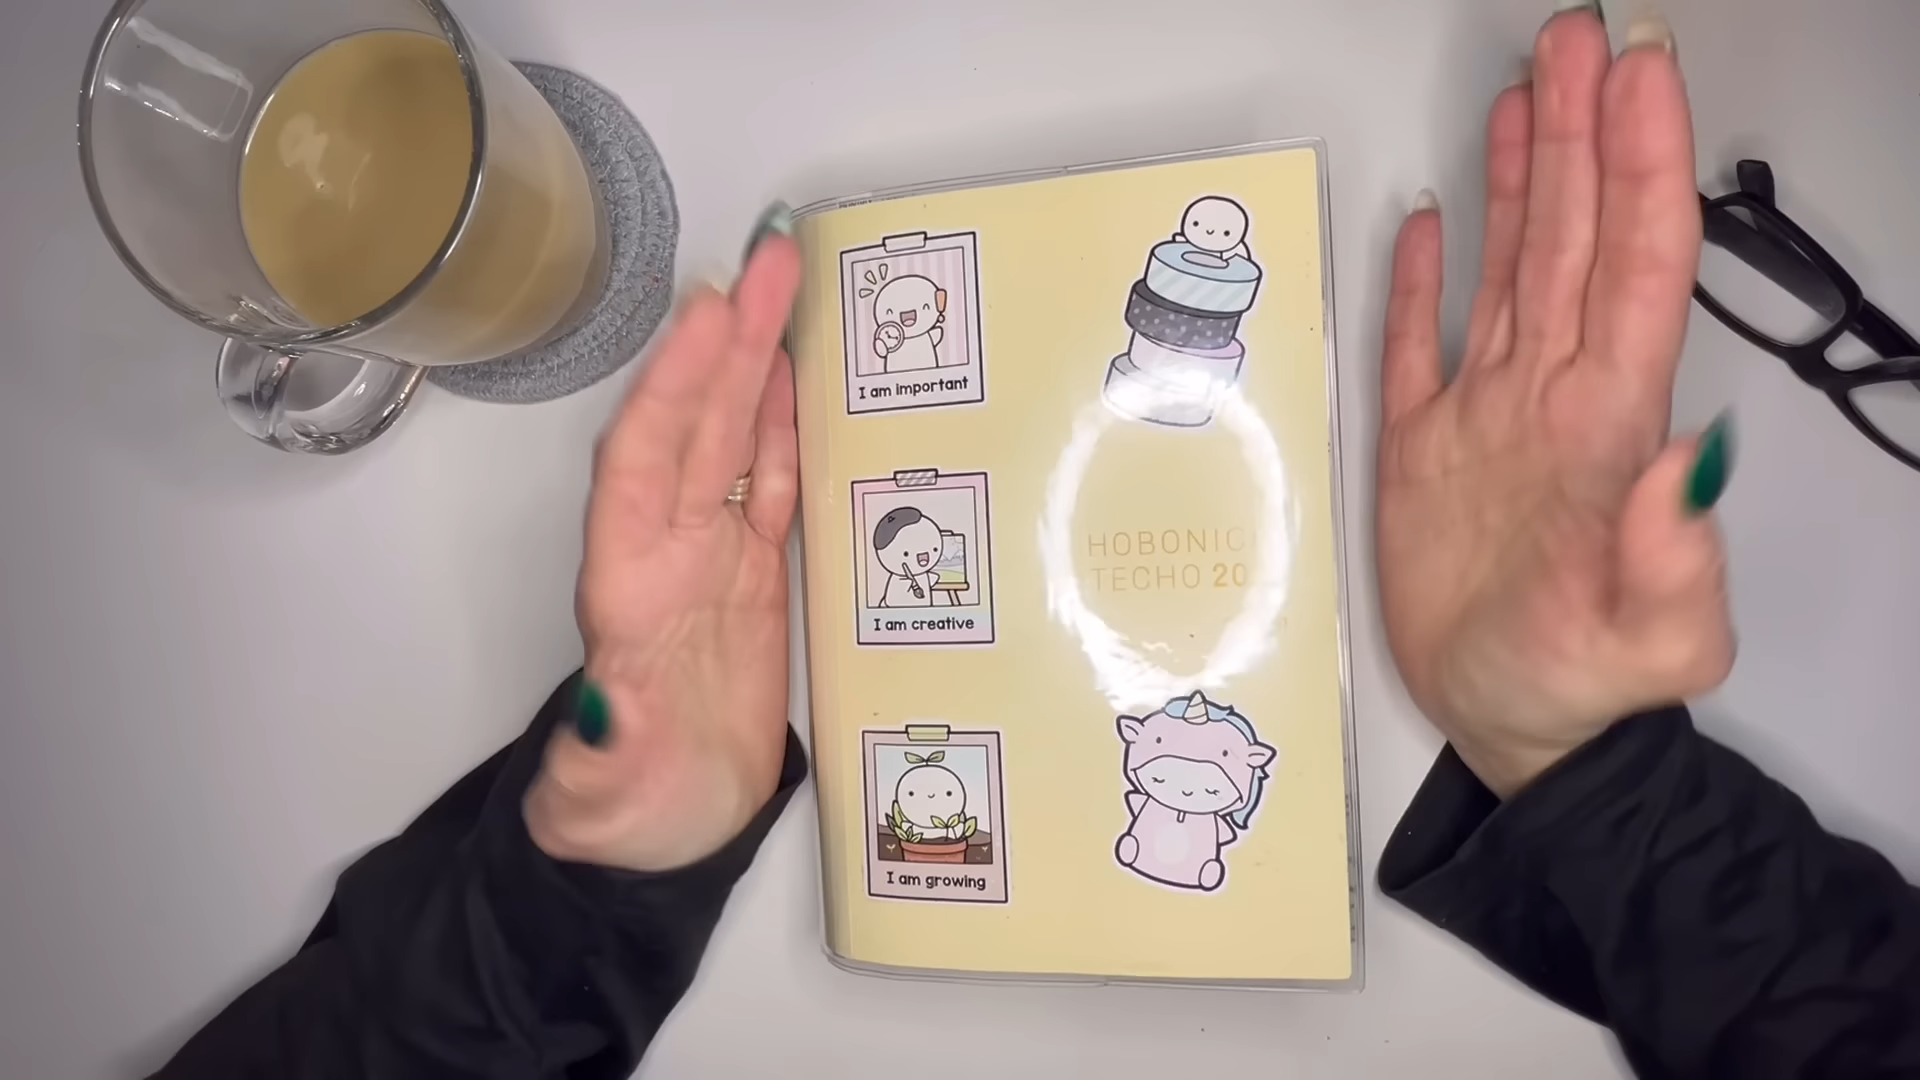 I am important
HOBONIC
TECHO 20
I am creative
I am growing